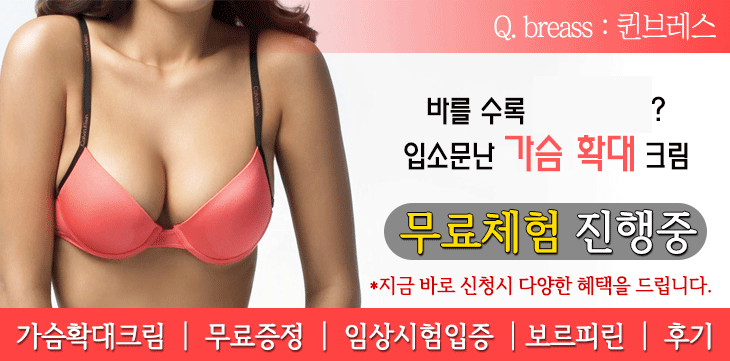 Q. breass : 퀸브레스
바를 수록 ?
입소문난 가슴 확대 크림
무료체험 진행중
*지금 바로 신청시 다양한 혜택을 드립니다.
가슴확대크림 | 무료증정 | 임상시험입증 | 보르피린 | 후기